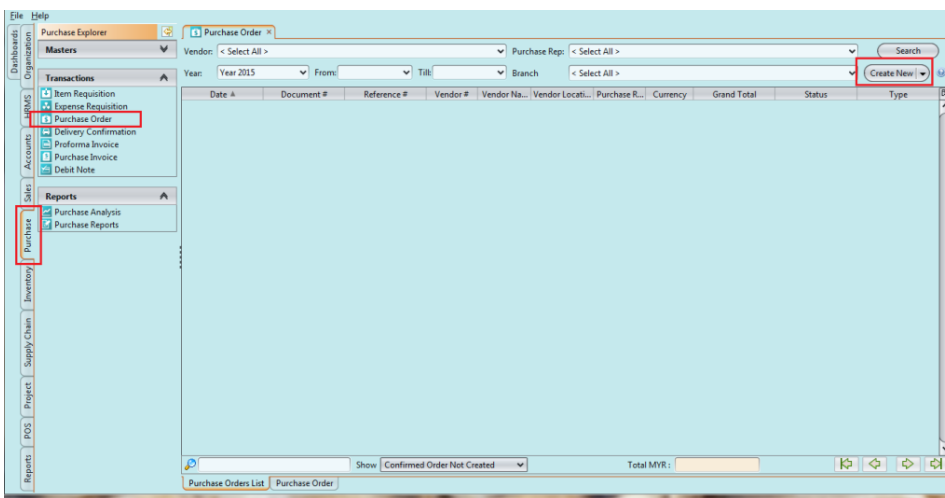 File Help
Dashboards
Organization
HRMS
Accounts
Sales
Purchase
Inventory
Supply Chain
Project
POS
Reports
Purchase Explorer
Masters
Transactions
Item Requisition
Expense Requisition
Purchase Order
Delivery Confirmation
Proforma Invoice
Purchase Invoice
Debit Note
Reports
Purchase Analysis
Purchase Reports
Purchase Order
Vendor: < Select All > Purchase Rep: < Select All > Search
Year: Year 2015 From: Till: Branch < Select All > Create New
Date Document # Reference # Vendor # Vendor Na... Vendor Locati... Purchase R... Currency Grand Total Status Type
Show Confirmed Order Not Created Total MYR :
Purchase Orders List Purchase Order